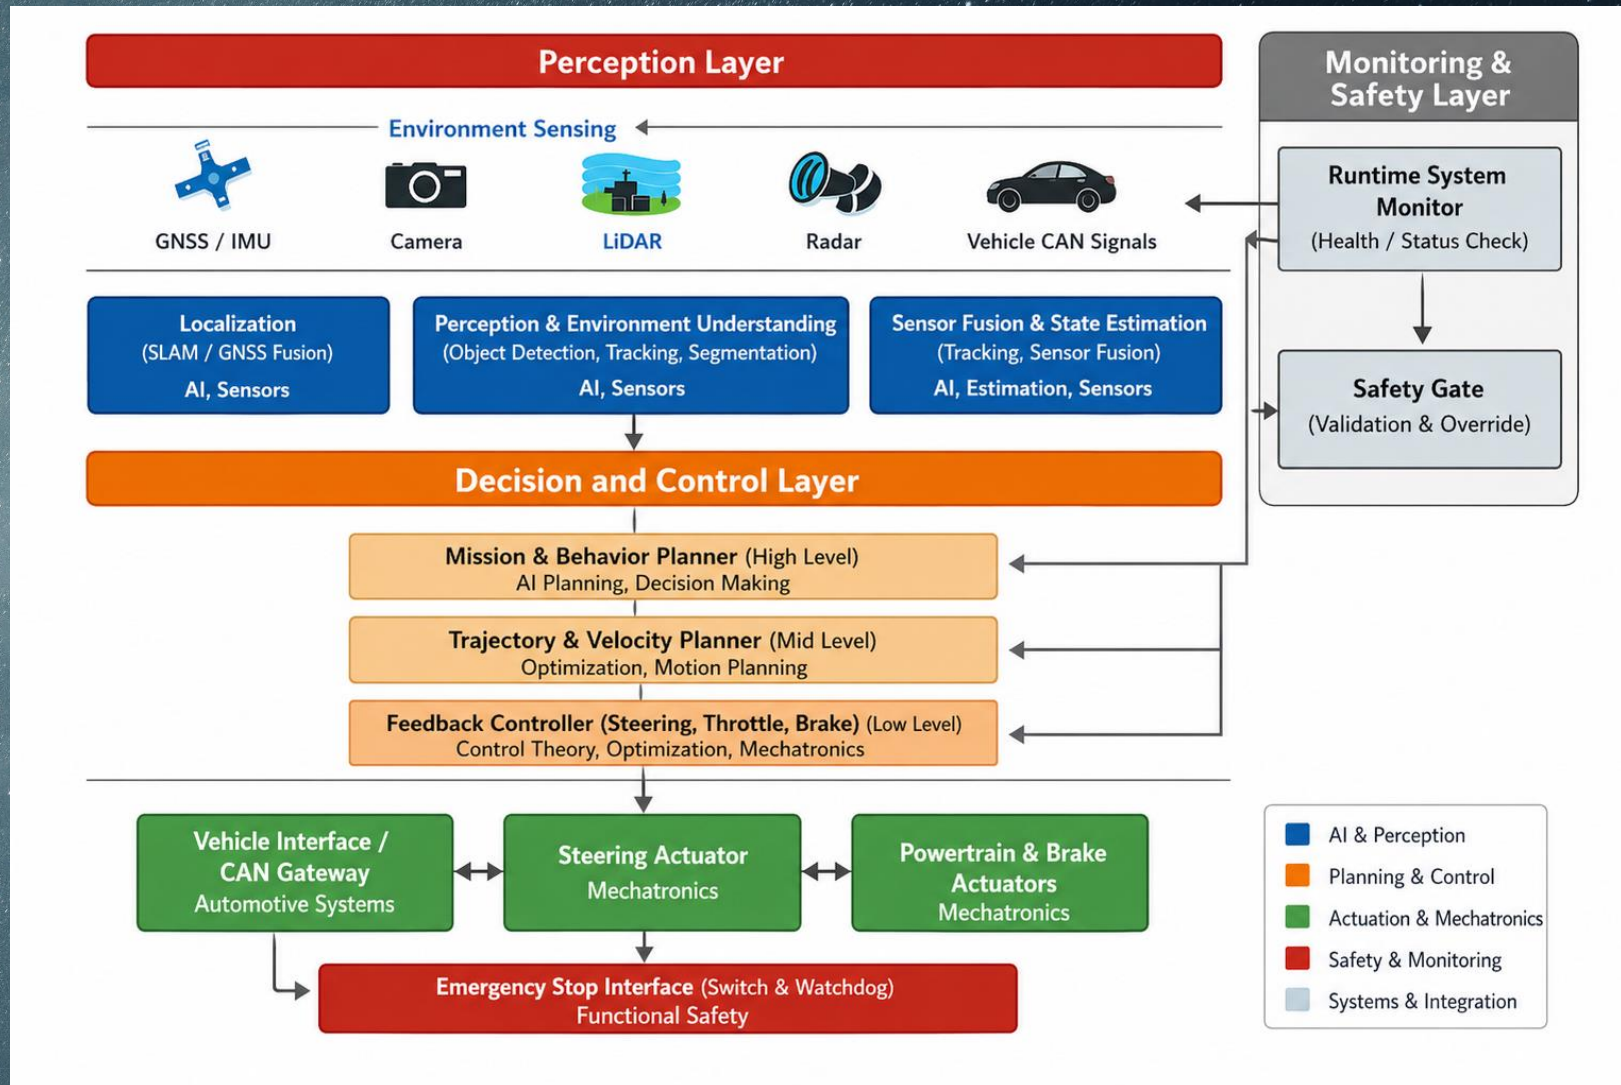 Perception Layer
Environment Sensing
GNSS / IMU
Camera
LiDAR
Radar
Vehicle CAN Signals
Monitoring &
Safety Layer
Runtime System
Monitor
(Health / Status Check)
Safety Gate
(Validation & Override)
Localization
(SLAM / GNSS Fusion)
AI, Sensors
Perception & Environment Understanding
(Object Detection, Tracking, Segmentation)
AI, Sensors
Sensor Fusion & State Estimation
(Tracking, Sensor Fusion)
AI, Estimation, Sensors
Decision and Control Layer
Mission & Behavior Planner (High Level)
AI Planning, Decision Making
Trajectory & Velocity Planner (Mid Level)
Optimization, Motion Planning
Feedback Controller (Steering, Throttle, Brake) (Low Level)
Control Theory, Optimization, Mechatronics
Vehicle Interface /
CAN Gateway
Automotive Systems
Steering Actuator
Mechatronics
Powertrain & Brake
Actuators
Mechatronics
Emergency Stop Interface (Switch & Watchdog)
Functional Safety
AI & Perception
Planning & Control
Actuation & Mechatronics
Safety & Monitoring
Systems & Integration